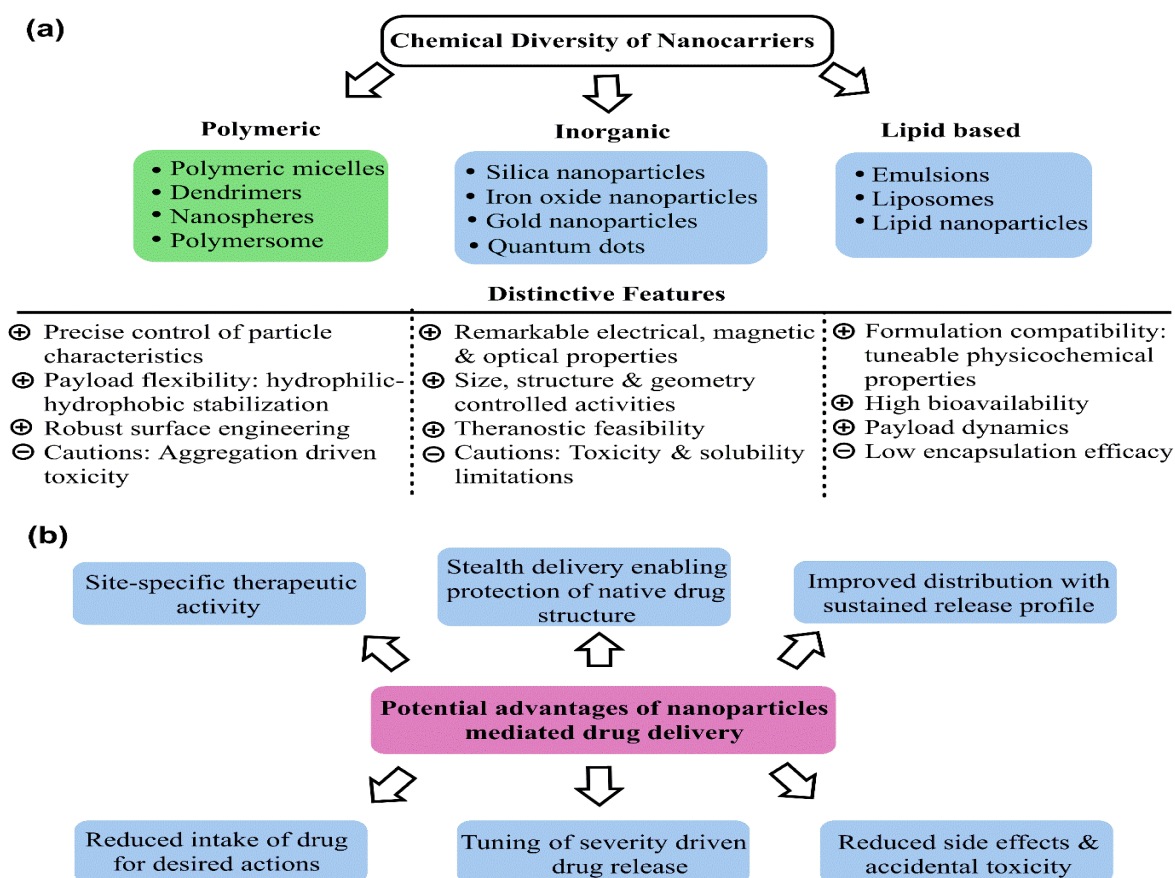 (a)
Chemical Diversity of Nanocarriers
Polymeric
• Polymeric micelles
• Dendrimers
• Nanospheres
• Polymersome
Inorganic
• Silica nanoparticles
• Iron oxide nanoparticles
• Gold nanoparticles
• Quantum dots
Lipid based
• Emulsions
• Liposomes
• Lipid nanoparticles
Distinctive Features
⊕ Precise control of particle
characteristics
⊕ Payload flexibility: hydrophilic-
hydrophobic stabilization
⊕ Robust surface engineering
⊖ Cautions: Aggregation driven
toxicity
⊕ Remarkable electrical, magnetic
& optical properties
⊕ Size, structure & geometry
controlled activities
⊕ Theranostic feasibility
⊖ Cautions: Toxicity & solubility
limitations
⊕ Formulation compatibility:
tuneable physicochemical
properties
⊕ High bioavailability
⊕ Payload dynamics
⊖ Low encapsulation efficacy
(b)
Site-specific therapeutic
activity
Stealth delivery enabling
protection of native drug
structure
Improved distribution with
sustained release profile
Potential advantages of nanoparticles
mediated drug delivery
Reduced intake of drug
for desired actions
Tuning of severity driven
drug release
Reduced side effects &
accidental toxicity